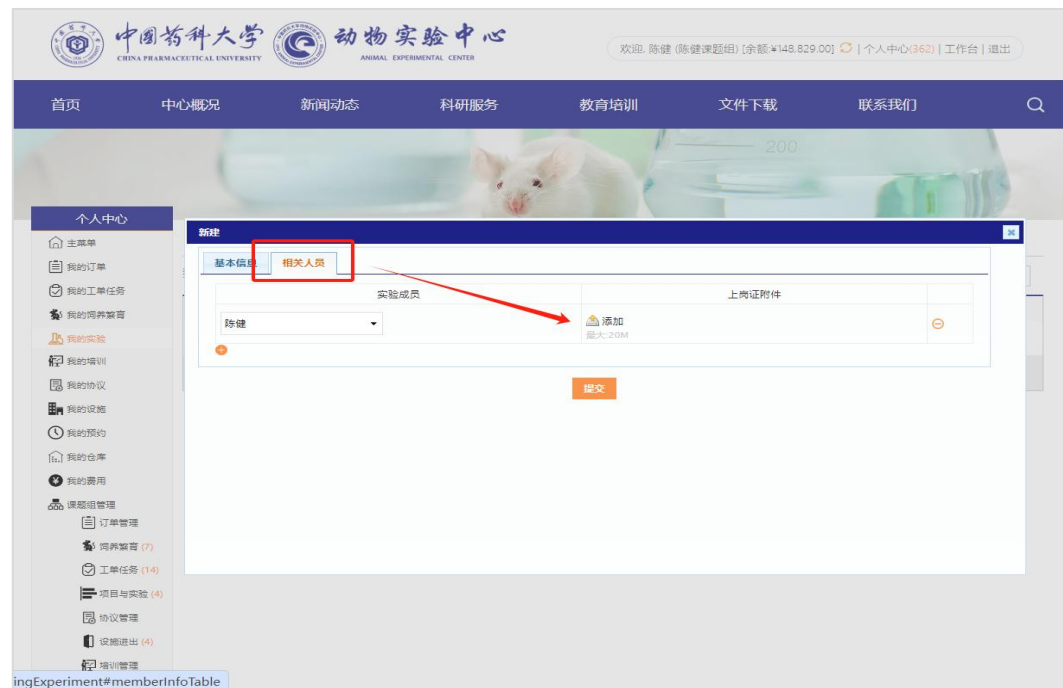 中国药科大学
CHINA PHARMACEUTICAL UNIVERSITY
动物实验中心
ANIMAL EXPERIMENTAL CENTER
欢迎, 陈健 (陈健课题组) [余额:¥148,829.00] | 个人中心(362) | 工作台 | 退出
首页 中心概况 新闻动态 科研服务 教育培训 文件下载 联系我们
200
个人中心
主菜单
我的订单
我的工单任务
我的饲养繁育
我的实验
我的培训
我的协议
我的设施
我的预约
我的仓库
我的费用
课题组管理
订单管理
饲养繁育 (7)
工单任务 (14)
项目与实验 (4)
协议管理
设施进出 (4)
培训管理
新建
基本信息 相关人员
实验成员 上岗证附件
陈健 添加
最大:20M
提交
ingExperiment#memberInfoTable